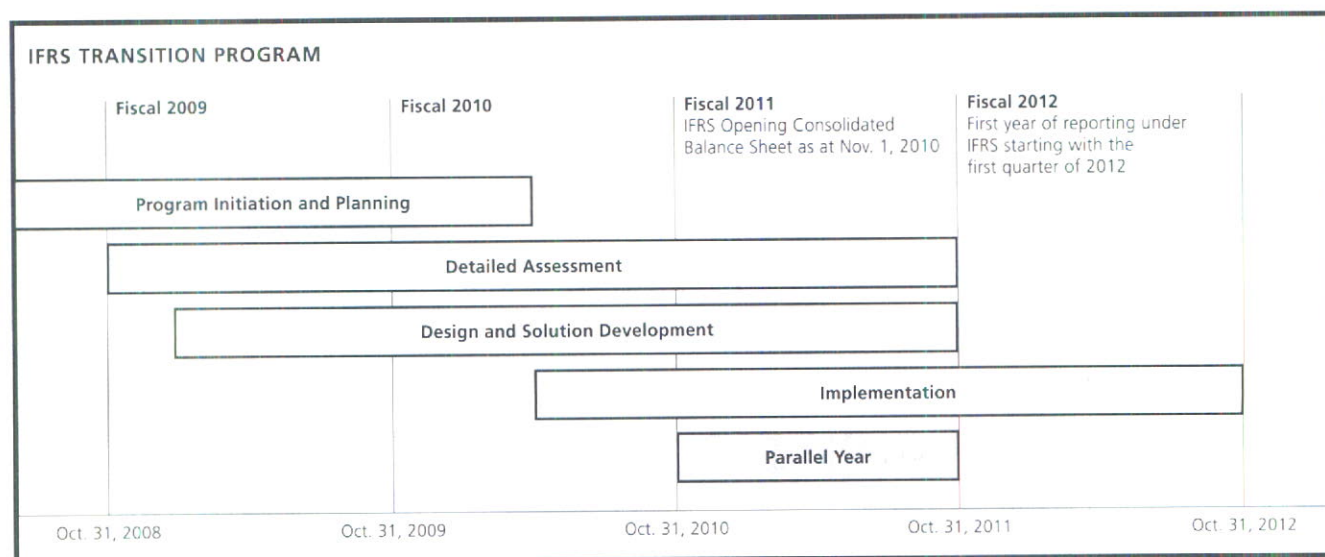 IFRS TRANSITION PROGRAM
Fiscal 2009
Fiscal 2010
Fiscal 2011
IFRS Opening Consolidated
Balance Sheet as at Nov. 1, 2010
Fiscal 2012
First year of reporting under
IFRS starting with the
first quarter of 2012
Program Initiation and Planning
Detailed Assessment
Design and Solution Development
Implementation
Parallel Year
Oct. 31, 2008
Oct. 31, 2009
Oct. 31, 2010
Oct. 31, 2011
Oct. 31, 2012